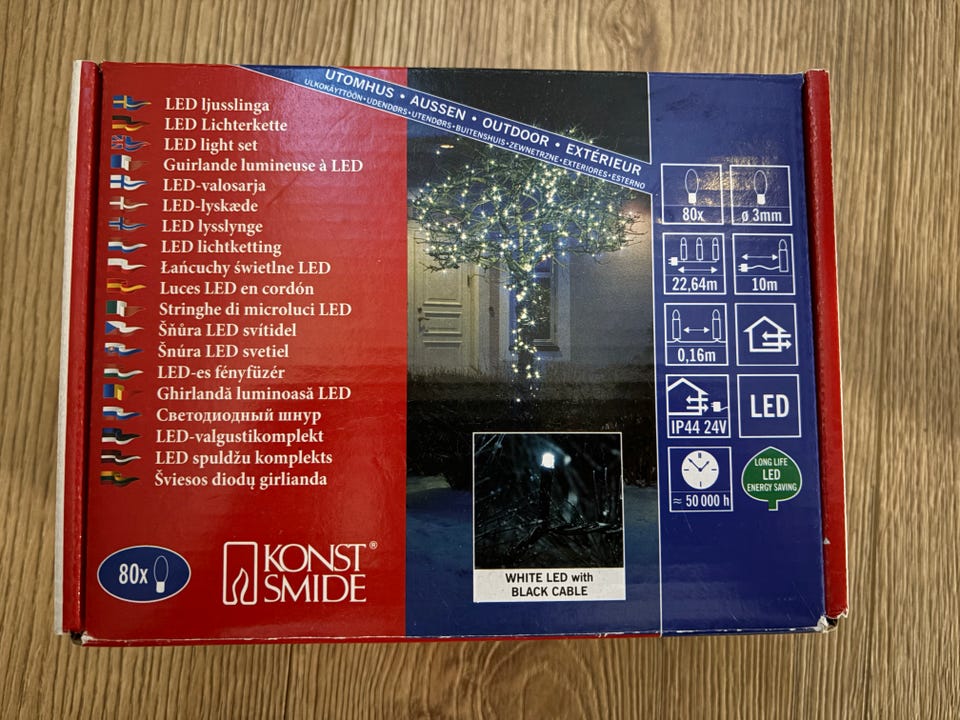 UTOMHUS • AUSSEN • OUTDOOR • EXTÉRIEUR
ULKOKÄYTTÖÖN • UDENDØRS • UTENDØRS • BUITENSHUIS • ZEWNETRZNE • EXTERIORES • ESTERNO
LED ljusslinga
LED Lichterkette
LED light set
Guirlande lumineuse à LED
LED-valosarja
LED-lyskæde
LED lysslynge
LED lichtketting
Łańcuchy świetlne LED
Luces LED en cordón
Stringhe di microluci LED
Šňůra LED svítidel
Šnúra LED svetiel
LED-es fényfüzér
Ghirlandă luminoasă LED
Светодиодный шнур
LED-valgustikomplekt
LED spuldžu komplekts
Šviesos diodų girlianda
80x
KONST®
SMIDE
WHITE LED with
BLACK CABLE
80x
ø 3mm
22,64m
10m
0,16m
IP44 24V
LED
≈ 50 000 h
LONG LIFE
LED
ENERGY SAVING